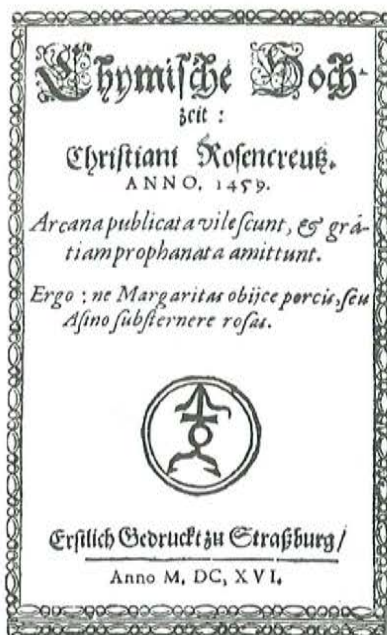 Chymiſche Hoch-
zeit:
Chriſtiani Roſencreutz.
ANNO. 1459.
Arcana publicata vileſcunt, & grá-
tiam prophanata amittunt.
Ergo: ne Margaritas obijce porcis, ſeu
Aſino ſubſternere roſas.
Erſtlich Gedruckt zu Straßburg/
Anno M. DC, XVI.